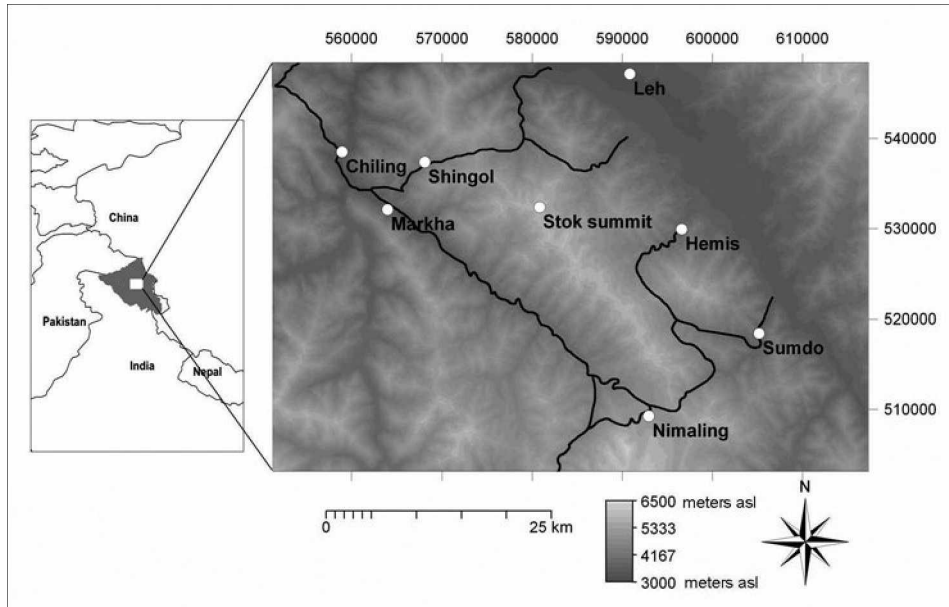 560000 570000 580000 590000 600000 610000
Leh
540000
Chiling
Shingol
Markha
Stok summit
530000
Hemis
520000
Sumdo
510000
Nimaling
China
Pakistan
India
Nepal
0 25 km
6500 meters asl
5333
4167
3000 meters asl
N